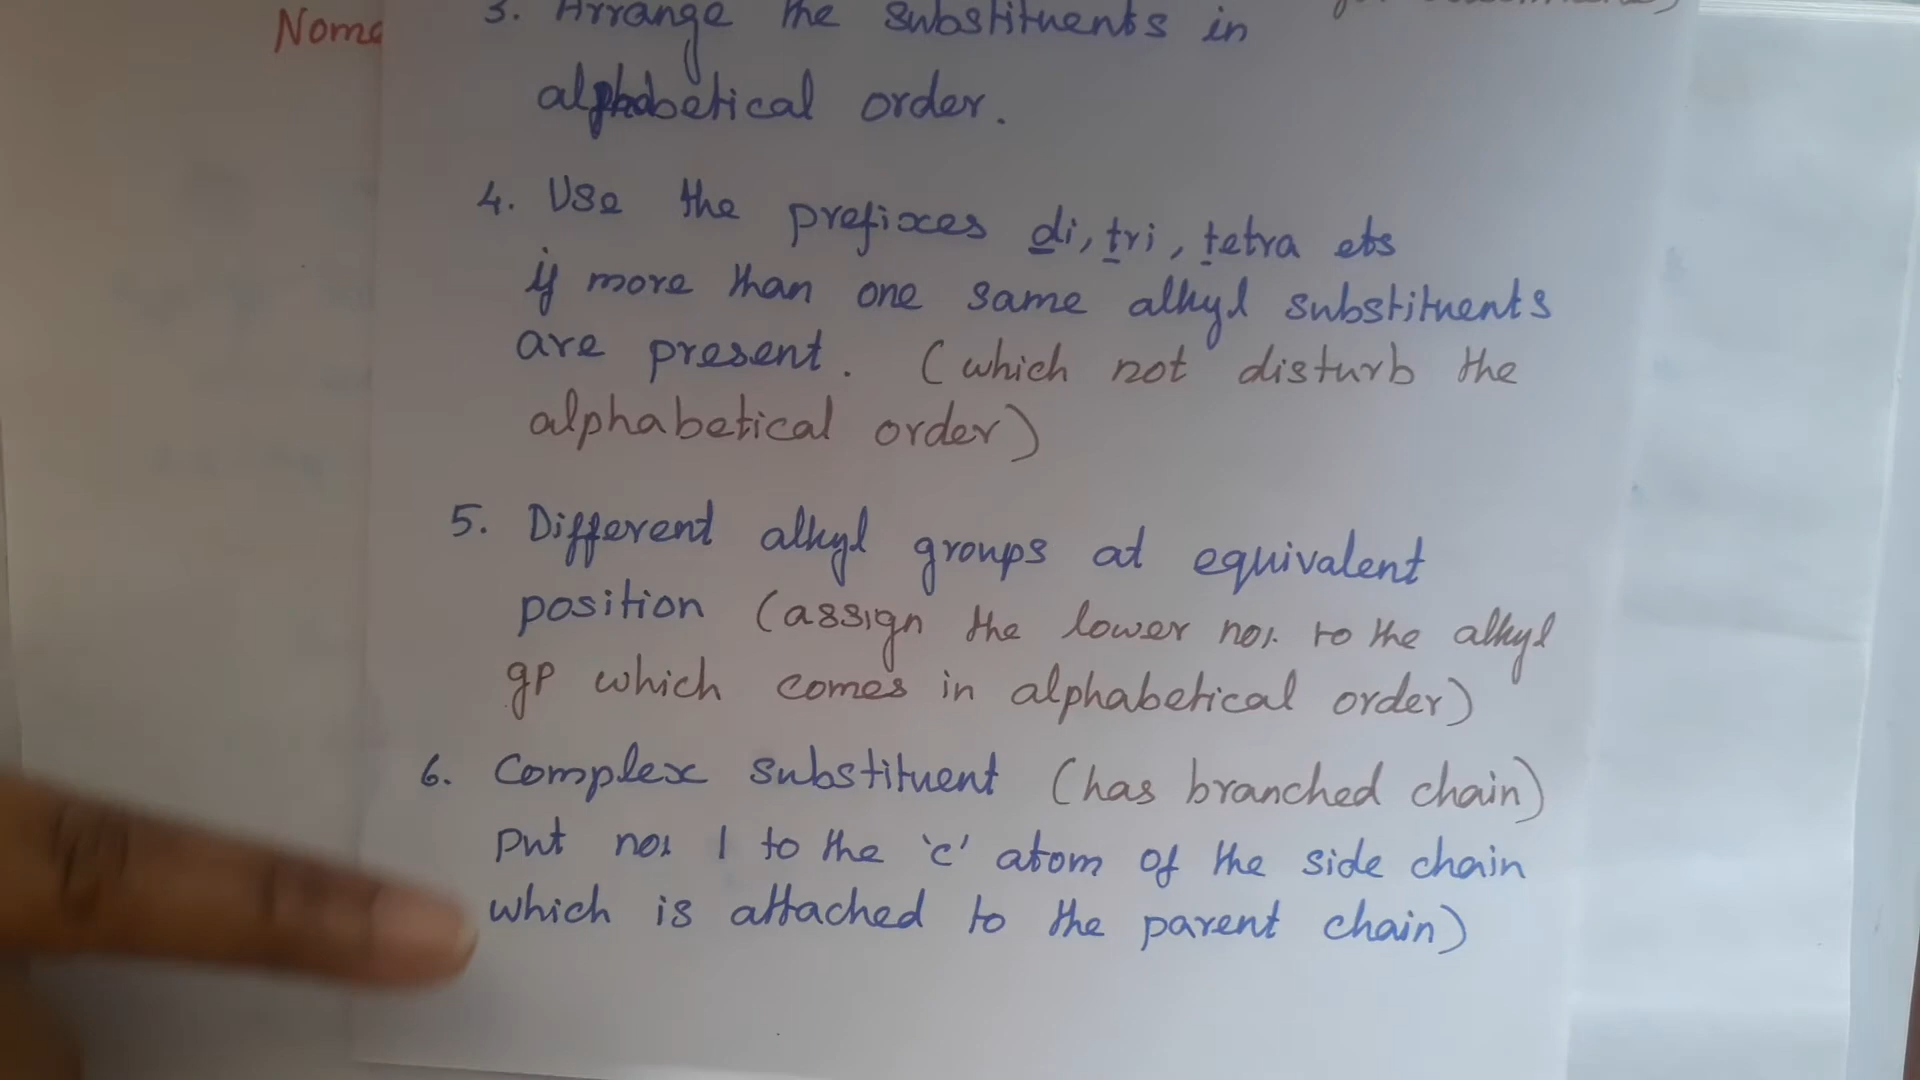 Nome
3. Arrange the substituents in
alphabetical order.
4. Use the prefixes di, tri, tetra ets
if more than one same alkyl substituents
are present. (which not disturb the
alphabetical order)
5. Different alkyl groups at equivalent
position (assign the lower no. to the alkyl
gp which comes in alphabetical order)
6. Complex substituent (has branched chain)
put no: 1 to the 'c' atom of the side chain
which is attached to the parent chain)